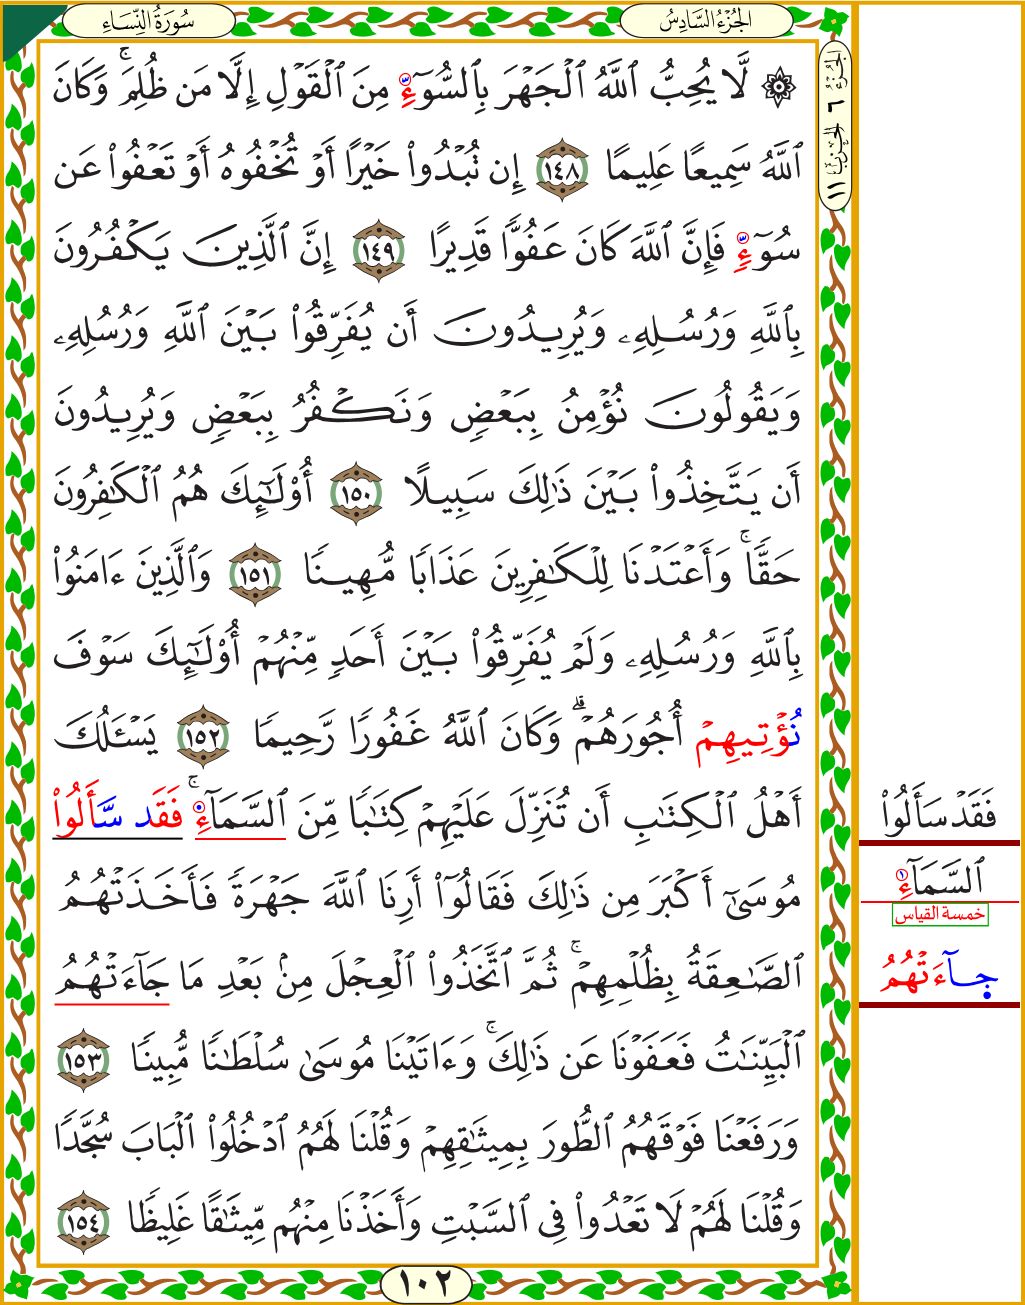 سُورَةُ النِّسَاءِ
الجُزْءُ السَّادِسُ
الجُزْءُ ٦ الحِزْبُ ١١
۞ لَّا يُحِبُّ ٱللَّهُ ٱلْجَهْرَ بِٱلسُّوٓءِ مِنَ ٱلْقَوْلِ إِلَّا مَن ظُلِمَ ۚ وَكَانَ
ٱللَّهُ سَمِيعًا عَلِيمًا ١٤٨ إِن تُبْدُوا۟ خَيْرًا أَوْ تُخْفُوهُ أَوْ تَعْفُوا۟ عَن
سُوٓءٍ فَإِنَّ ٱللَّهَ كَانَ عَفُوًّا قَدِيرًا ١٤٩ إِنَّ ٱلَّذِينَ يَكْفُرُونَ
بِٱللَّهِ وَرُسُلِهِۦ وَيُرِيدُونَ أَن يُفَرِّقُوا۟ بَيْنَ ٱللَّهِ وَرُسُلِهِۦ
وَيَقُولُونَ نُؤْمِنُ بِبَعْضٍ وَنَكْفُرُ بِبَعْضٍ وَيُرِيدُونَ
أَن يَتَّخِذُوا۟ بَيْنَ ذَٰلِكَ سَبِيلًا ١٥٠ أُو۟لَـٰٓئِكَ هُمُ ٱلْكَـٰفِرُونَ
حَقًّا ۚ وَأَعْتَدْنَا لِلْكَـٰفِرِينَ عَذَابًا مُّهِينًا ١٥١ وَٱلَّذِينَ ءَامَنُوا۟
بِٱللَّهِ وَرُسُلِهِۦ وَلَمْ يُفَرِّقُوا۟ بَيْنَ أَحَدٍ مِّنْهُمْ أُو۟لَـٰٓئِكَ سَوْفَ
نُؤْتِيهِمْ أُجُورَهُمْ ۗ وَكَانَ ٱللَّهُ غَفُورًا رَّحِيمًا ١٥٢ يَسْـَٔلُكَ
أَهْلُ ٱلْكِتَـٰبِ أَن تُنَزِّلَ عَلَيْهِمْ كِتَـٰبًا مِّنَ ٱلسَّمَآءِ ۚ فَقَد سَّأَلُوا۟
مُوسَىٰٓ أَكْبَرَ مِن ذَٰلِكَ فَقَالُوٓا۟ أَرِنَا ٱللَّهَ جَهْرَةً فَأَخَذَتْهُمُ
ٱلصَّـٰعِقَةُ بِظُلْمِهِمْ ۚ ثُمَّ ٱتَّخَذُوا۟ ٱلْعِجْلَ مِنۢ بَعْدِ مَا جَآءَتْهُمُ
ٱلْبَيِّنَـٰتُ فَعَفَوْنَا عَن ذَٰلِكَ ۚ وَءَاتَيْنَا مُوسَىٰ سُلْطَـٰنًا مُّبِينًا ١٥٣
وَرَفَعْنَا فَوْقَهُمُ ٱلطُّورَ بِمِيثَـٰقِهِمْ وَقُلْنَا لَهُمُ ٱدْخُلُوا۟ ٱلْبَابَ سُجَّدًا
وَقُلْنَا لَهُمْ لَا تَعْدُوا۟ فِى ٱلسَّبْتِ وَأَخَذْنَا مِنْهُم مِّيثَـٰقًا غَلِيظًا ١٥٤
فَقَدْ سَأَلُوا۟
ٱلسَّمَآءِ ١
خمسة القياس
جَآءَتْهُمُ
١٠٢